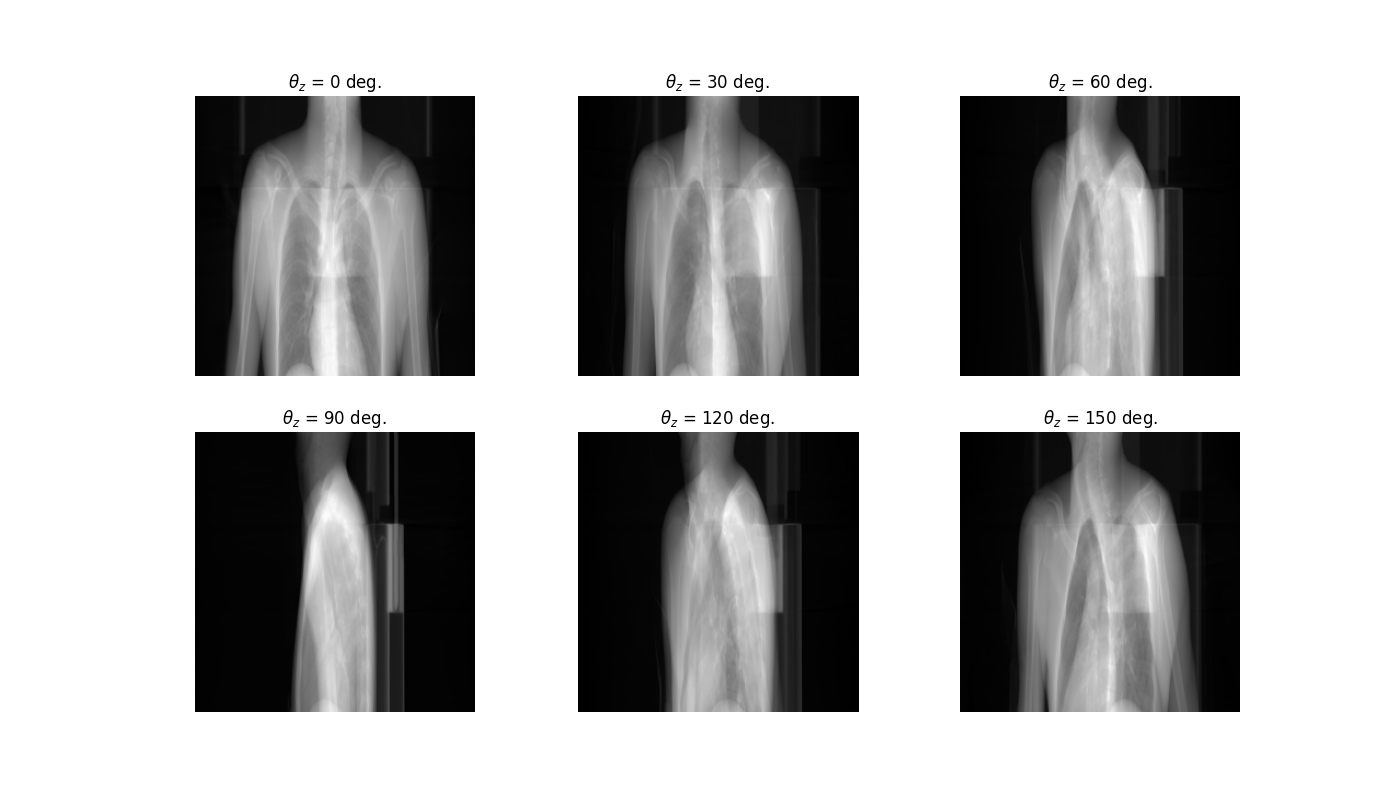 θz = 0 deg.
θz = 30 deg.
θz = 60 deg.
θz = 90 deg.
θz = 120 deg.
θz = 150 deg.